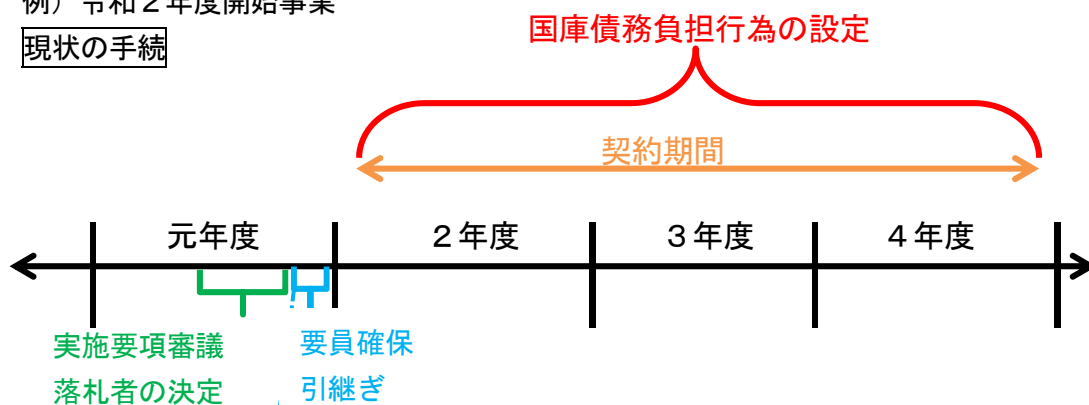 例）令和２年度開始事業
現状の手続
国庫債務負担行為の設定
契約期間
元年度
２年度
３年度
４年度
実施要項審議
落札者の決定
要員確保
引継ぎ